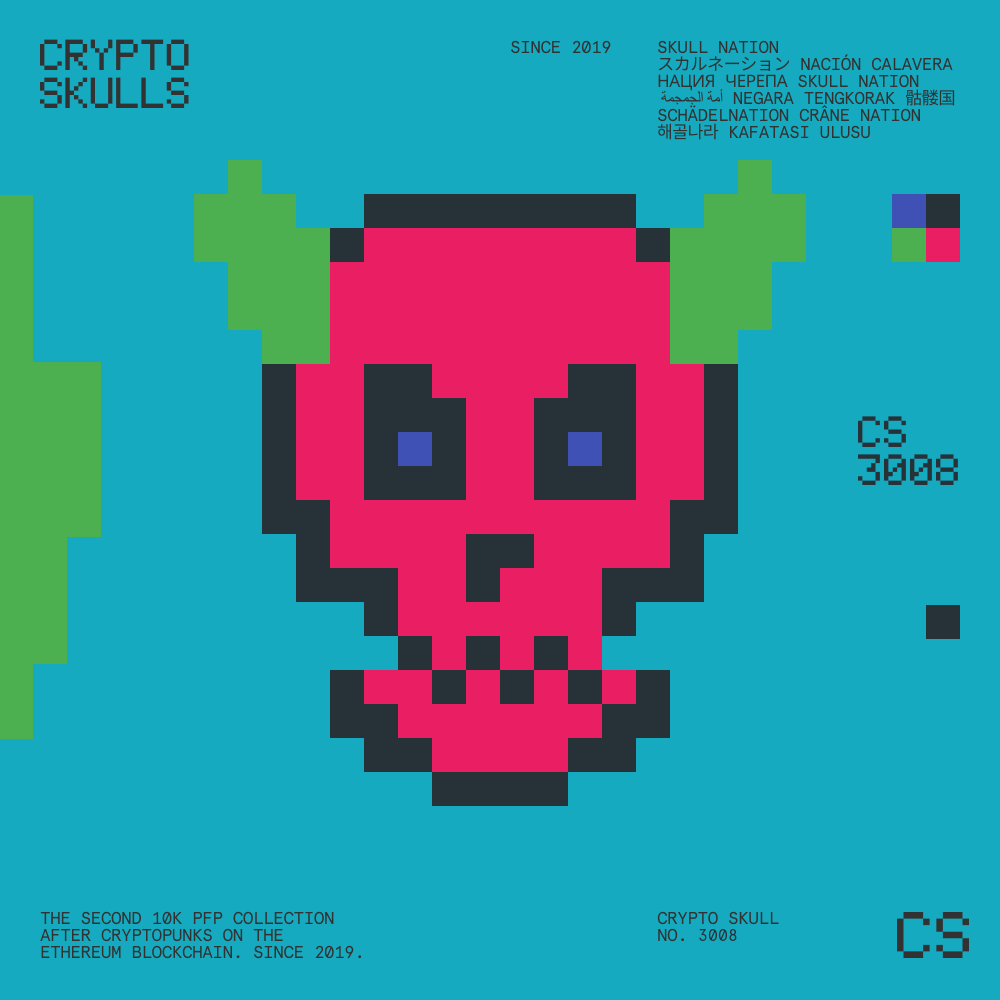 CRYPTO
SKULLS
SINCE 2019
SKULL NATION
スカルネーション NACIÓN CALAVERA
НАЦИЯ ЧЕРЕПА SKULL NATION
أمة الجمجمة NEGARA TENGKORAK 骷髅国
SCHÄDELNATION CRÂNE NATION
해골나라 KAFATASI ULUSU
CS
3008
THE SECOND 10K PFP COLLECTION
AFTER CRYPTOPUNKS ON THE
ETHEREUM BLOCKCHAIN. SINCE 2019.
CRYPTO SKULL
NO. 3008
CS